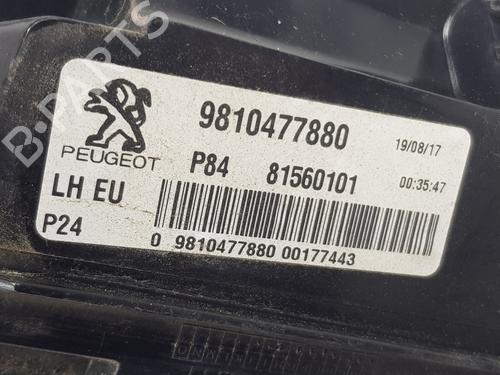 9810477880
19/08/17
PEUGEOT
P84 81560101
00:35:47
LH EU
P24
0 9810477880 00177443
B-PARTS